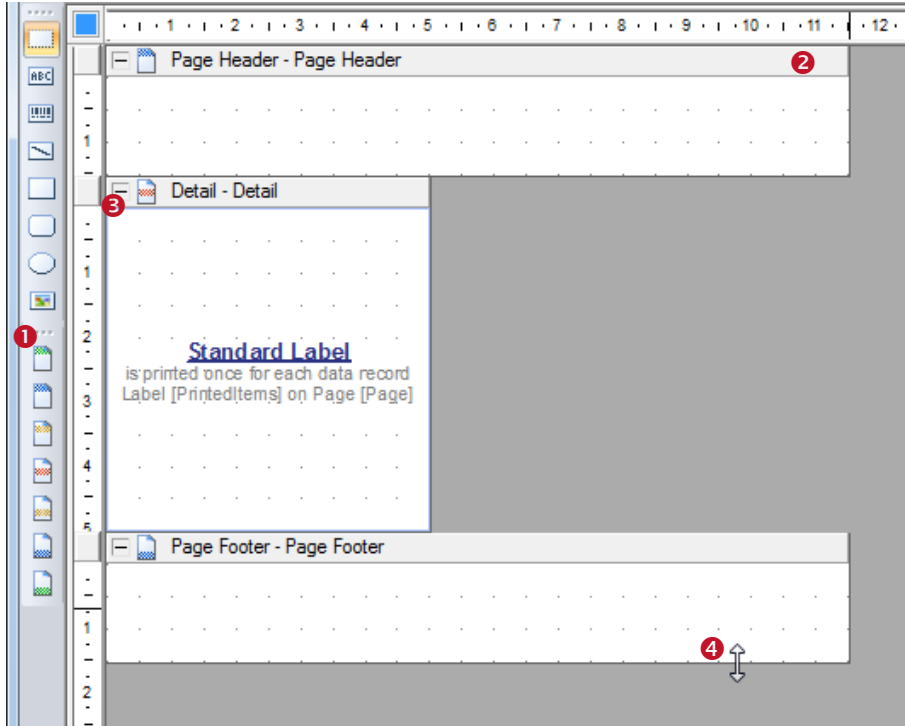 1 2 3 4 5 6 7 8 9 10 11 12
ABC
Page Header - Page Header
2
1
Detail - Detail
3
1
2
Standard Label
1
is printed once for each data record
Label [PrintedItems] on Page [Page]
3
4
5
Page Footer - Page Footer
1
4
2